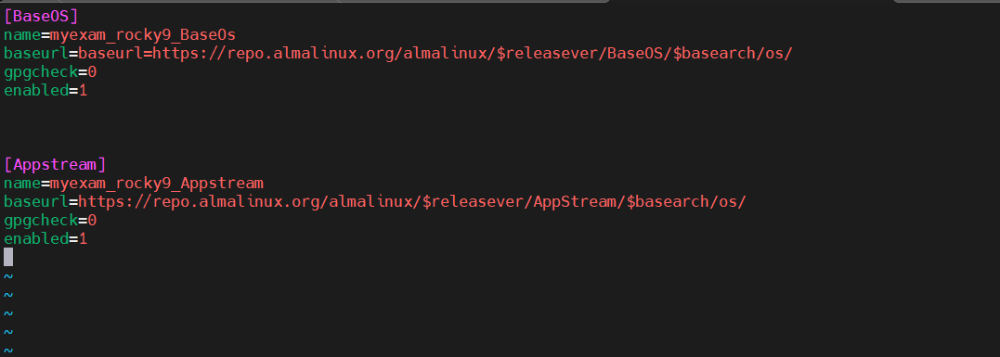 [BaseOS]
name=myexam_rocky9_BaseOs
baseurl=baseurl=https://repo.almalinux.org/almalinux/$releasever/BaseOS/$basearch/os/
gpgcheck=0
enabled=1
[Appstream]
name=myexam_rocky9_Appstream
baseurl=https://repo.almalinux.org/almalinux/$releasever/AppStream/$basearch/os/
gpgcheck=0
enabled=1
~
~
~
~
~